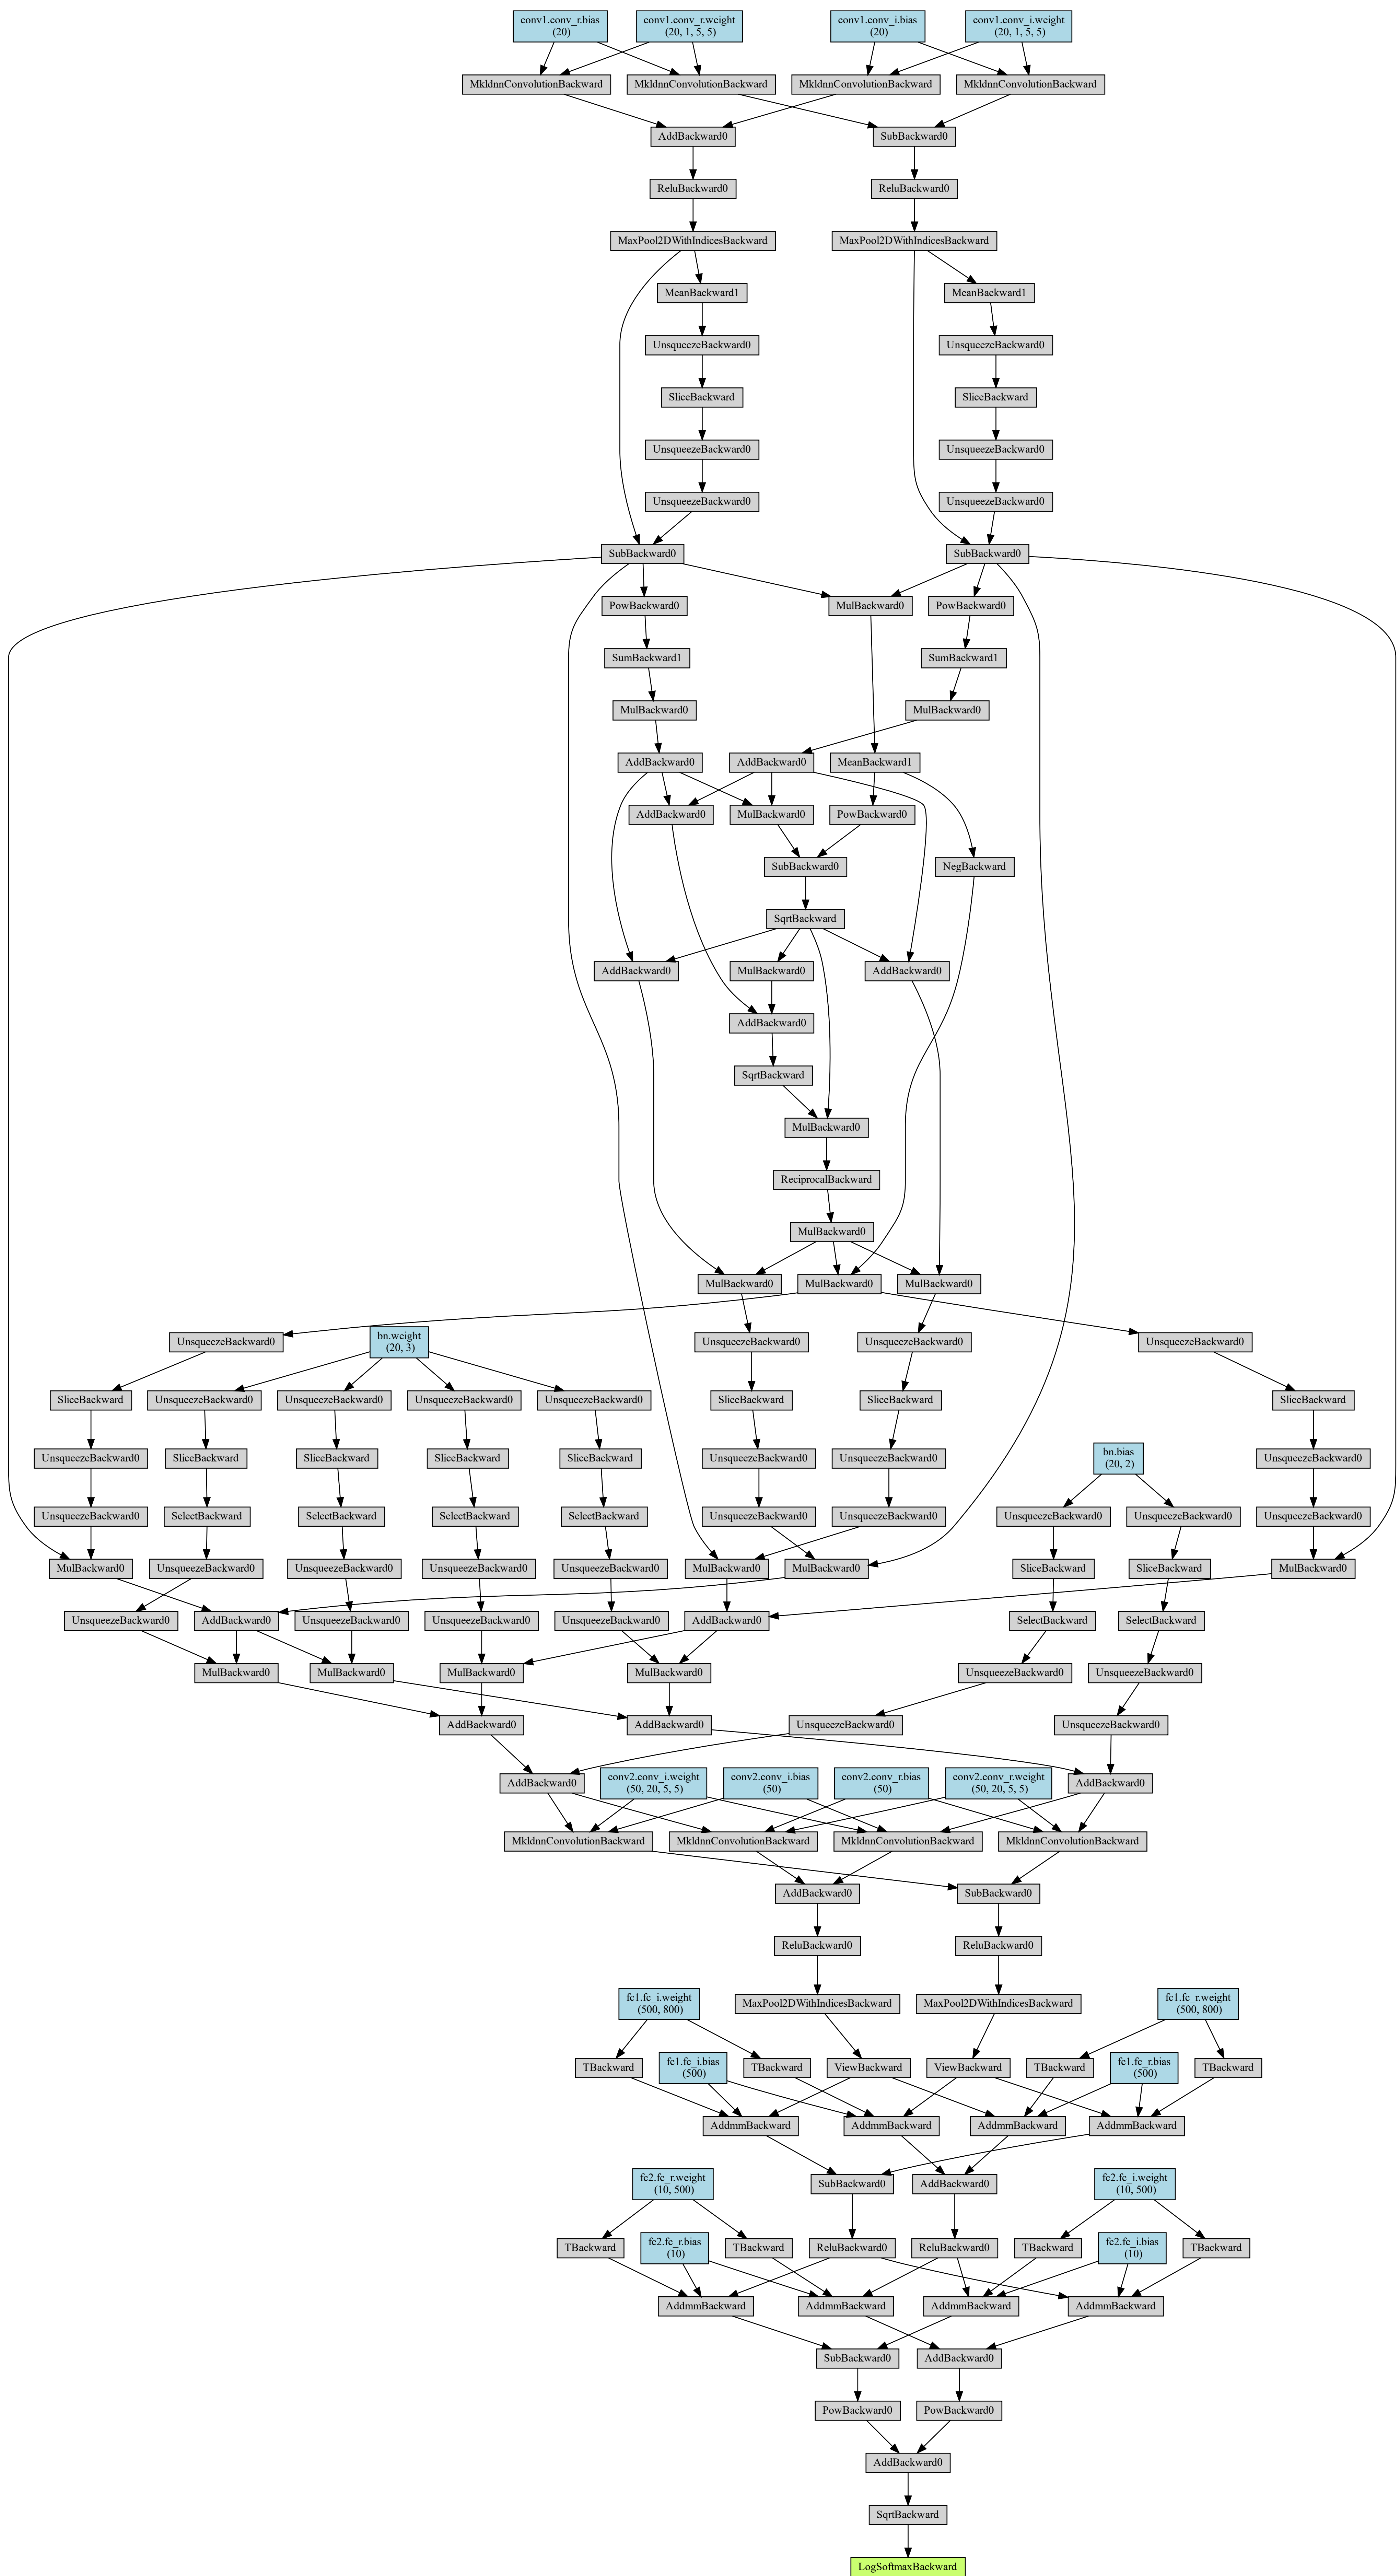 conv1.conv_r.bias
(20)
conv1.conv_r.weight
(20, 1, 5, 5)
conv1.conv_i.bias
(20)
conv1.conv_i.weight
(20, 1, 5, 5)
MkldnnConvolutionBackward
MkldnnConvolutionBackward
MkldnnConvolutionBackward
MkldnnConvolutionBackward
AddBackward0
SubBackward0
ReluBackward0
ReluBackward0
MaxPool2DWithIndicesBackward
MaxPool2DWithIndicesBackward
MeanBackward1
MeanBackward1
UnsqueezeBackward0
UnsqueezeBackward0
SliceBackward
SliceBackward
UnsqueezeBackward0
UnsqueezeBackward0
UnsqueezeBackward0
UnsqueezeBackward0
SubBackward0
SubBackward0
PowBackward0
MulBackward0
PowBackward0
SumBackward1
SumBackward1
MulBackward0
MulBackward0
AddBackward0
AddBackward0
MeanBackward1
AddBackward0
MulBackward0
PowBackward0
SubBackward0
NegBackward
SqrtBackward
AddBackward0
MulBackward0
AddBackward0
AddBackward0
SqrtBackward
MulBackward0
ReciprocalBackward
MulBackward0
MulBackward0
MulBackward0
MulBackward0
UnsqueezeBackward0
bn.weight
(20, 3)
UnsqueezeBackward0
UnsqueezeBackward0
UnsqueezeBackward0
SliceBackward
UnsqueezeBackward0
UnsqueezeBackward0
UnsqueezeBackward0
UnsqueezeBackward0
SliceBackward
SliceBackward
SliceBackward
UnsqueezeBackward0
SliceBackward
SliceBackward
SliceBackward
SliceBackward
UnsqueezeBackward0
UnsqueezeBackward0
bn.bias
(20, 2)
UnsqueezeBackward0
UnsqueezeBackward0
SelectBackward
SelectBackward
SelectBackward
SelectBackward
UnsqueezeBackward0
UnsqueezeBackward0
UnsqueezeBackward0
UnsqueezeBackward0
UnsqueezeBackward0
MulBackward0
UnsqueezeBackward0
UnsqueezeBackward0
UnsqueezeBackward0
UnsqueezeBackward0
MulBackward0
MulBackward0
SliceBackward
SliceBackward
MulBackward0
UnsqueezeBackward0
AddBackward0
UnsqueezeBackward0
UnsqueezeBackward0
UnsqueezeBackward0
AddBackward0
SelectBackward
SelectBackward
MulBackward0
MulBackward0
MulBackward0
MulBackward0
UnsqueezeBackward0
UnsqueezeBackward0
AddBackward0
AddBackward0
UnsqueezeBackward0
UnsqueezeBackward0
AddBackward0
conv2.conv_i.weight
(50, 20, 5, 5)
conv2.conv_i.bias
(50)
conv2.conv_r.bias
(50)
conv2.conv_r.weight
(50, 20, 5, 5)
AddBackward0
MkldnnConvolutionBackward
MkldnnConvolutionBackward
MkldnnConvolutionBackward
MkldnnConvolutionBackward
AddBackward0
SubBackward0
ReluBackward0
ReluBackward0
fc1.fc_i.weight
(500, 800)
MaxPool2DWithIndicesBackward
MaxPool2DWithIndicesBackward
fc1.fc_r.weight
(500, 800)
TBackward
fc1.fc_i.bias
(500)
TBackward
ViewBackward
ViewBackward
TBackward
fc1.fc_r.bias
(500)
TBackward
AddmmBackward
AddmmBackward
AddmmBackward
AddmmBackward
fc2.fc_r.weight
(10, 500)
SubBackward0
AddBackward0
fc2.fc_i.weight
(10, 500)
TBackward
fc2.fc_r.bias
(10)
TBackward
ReluBackward0
ReluBackward0
TBackward
fc2.fc_i.bias
(10)
TBackward
AddmmBackward
AddmmBackward
AddmmBackward
AddmmBackward
SubBackward0
AddBackward0
PowBackward0
PowBackward0
AddBackward0
SqrtBackward
LogSoftmaxBackward